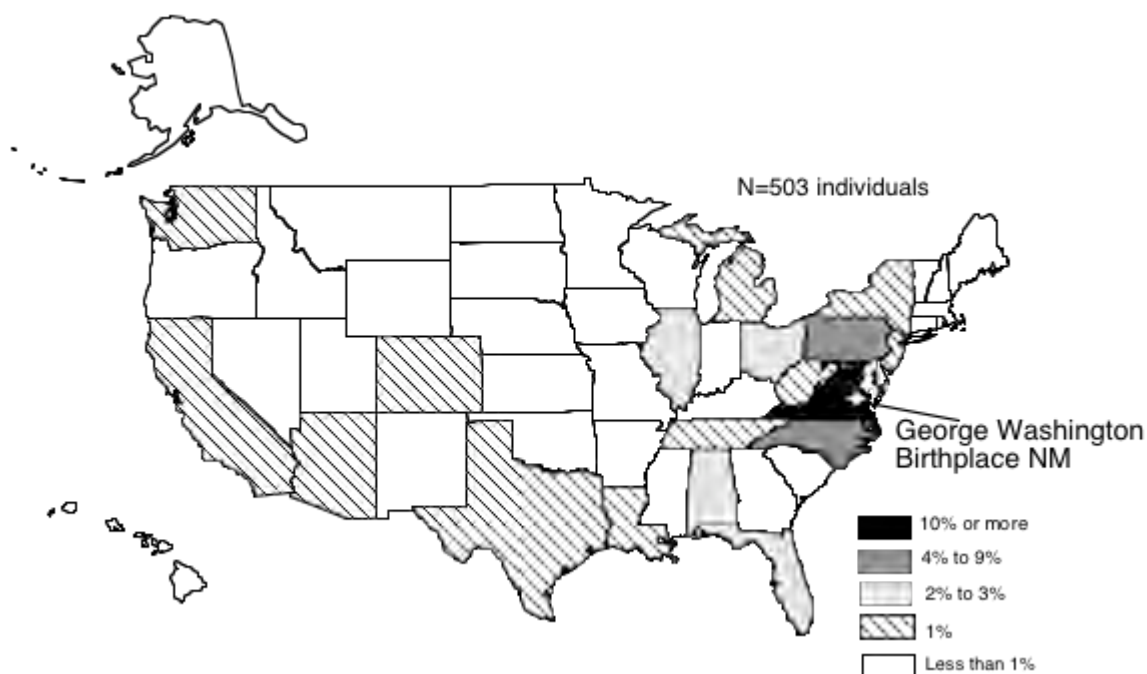 N=503 individuals
George Washington
Birthplace NM
10% or more
4% to 9%
2% to 3%
1%
Less than 1%